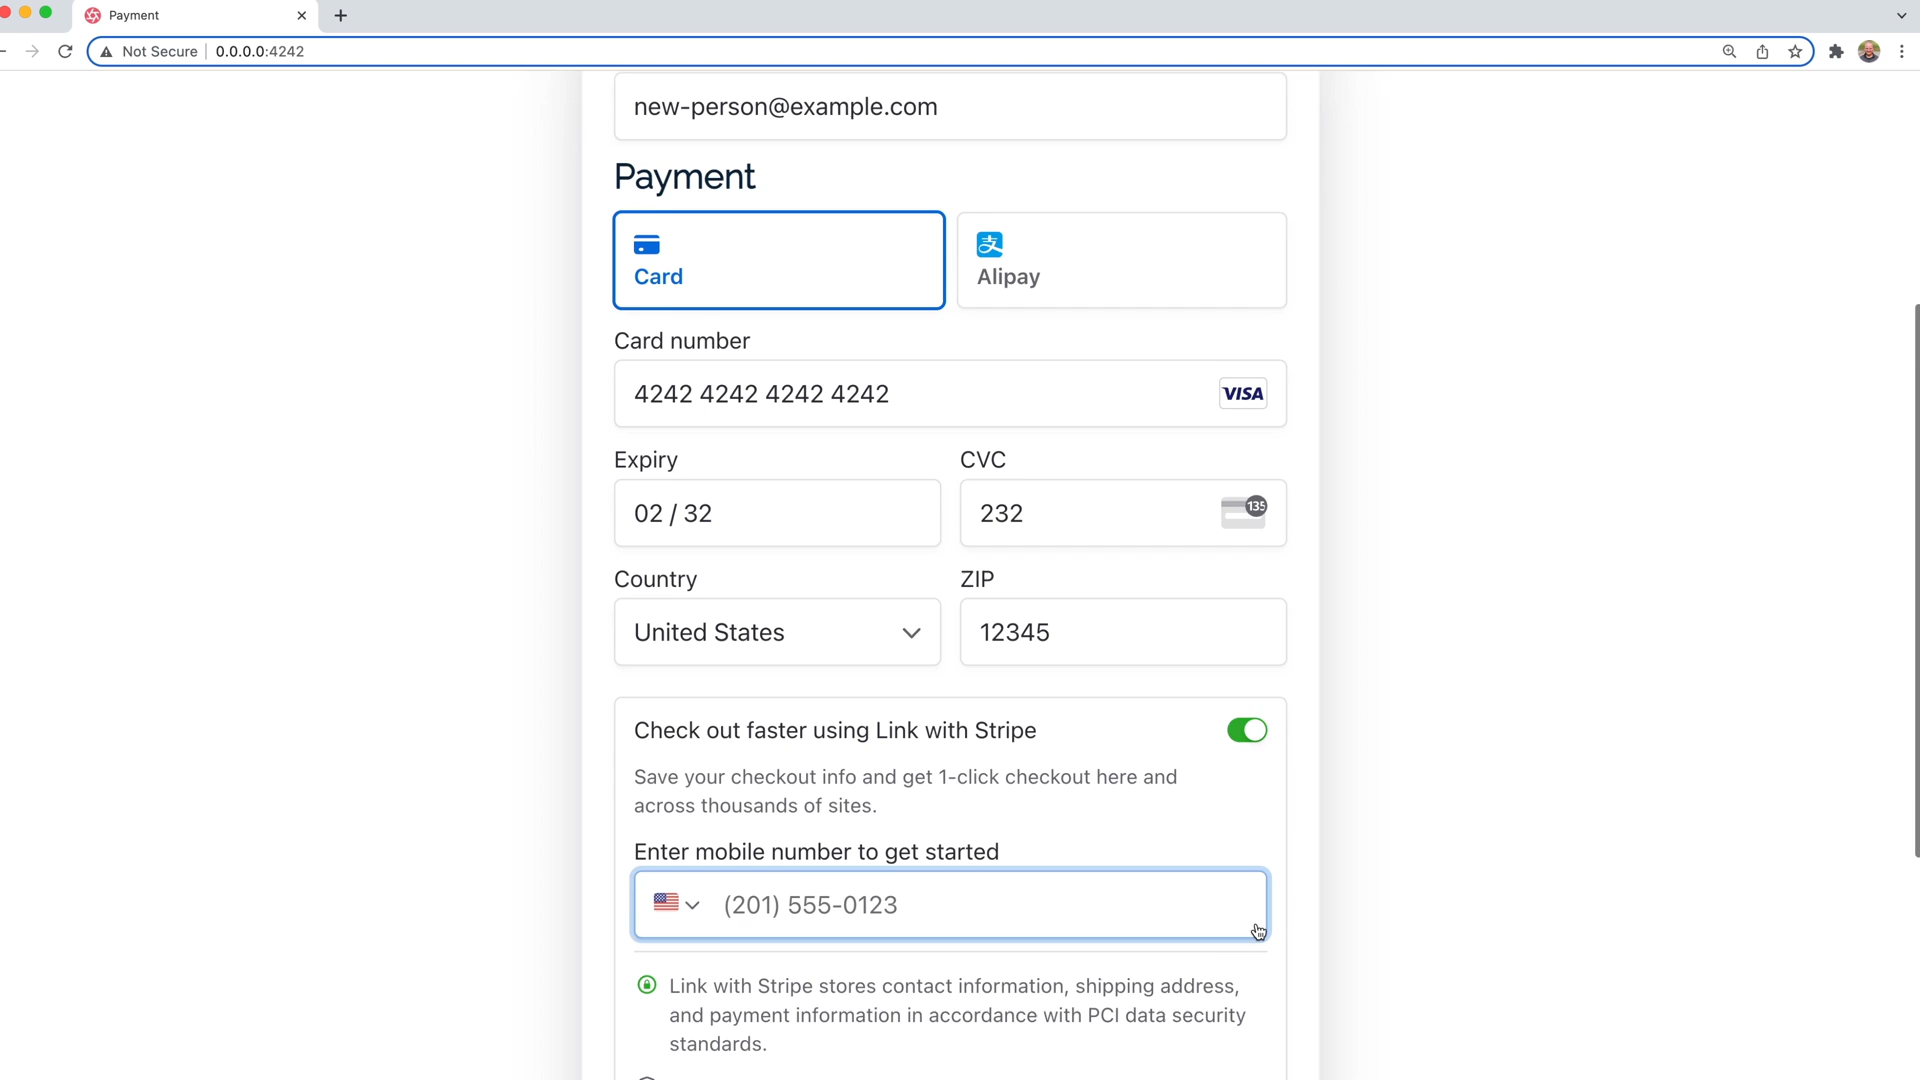 Payment
Not Secure
0.0.0.0:4242
new-person@example.com
Payment
Card
支
Alipay
Card number
4242 4242 4242 4242
VISA
Expiry
CVC
02 / 32
232
135
Country
ZIP
United States
12345
Check out faster using Link with Stripe
Save your checkout info and get 1-click checkout here and
across thousands of sites.
Enter mobile number to get started
(201) 555-0123
Link with Stripe stores contact information, shipping address,
and payment information in accordance with PCI data security
standards.